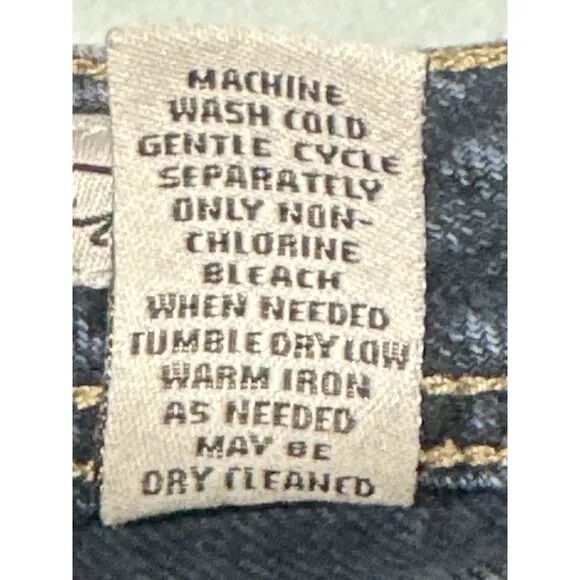 MACHINE
WASH COLD
GENTLE CYCLE
SEPARATELY
ONLY NON-
CHLORINE
BLEACH
WHEN NEEDED
TUMBLE DRY LOW
WARM IRON
AS NEEDED
MAY BE
DRY CLEANED